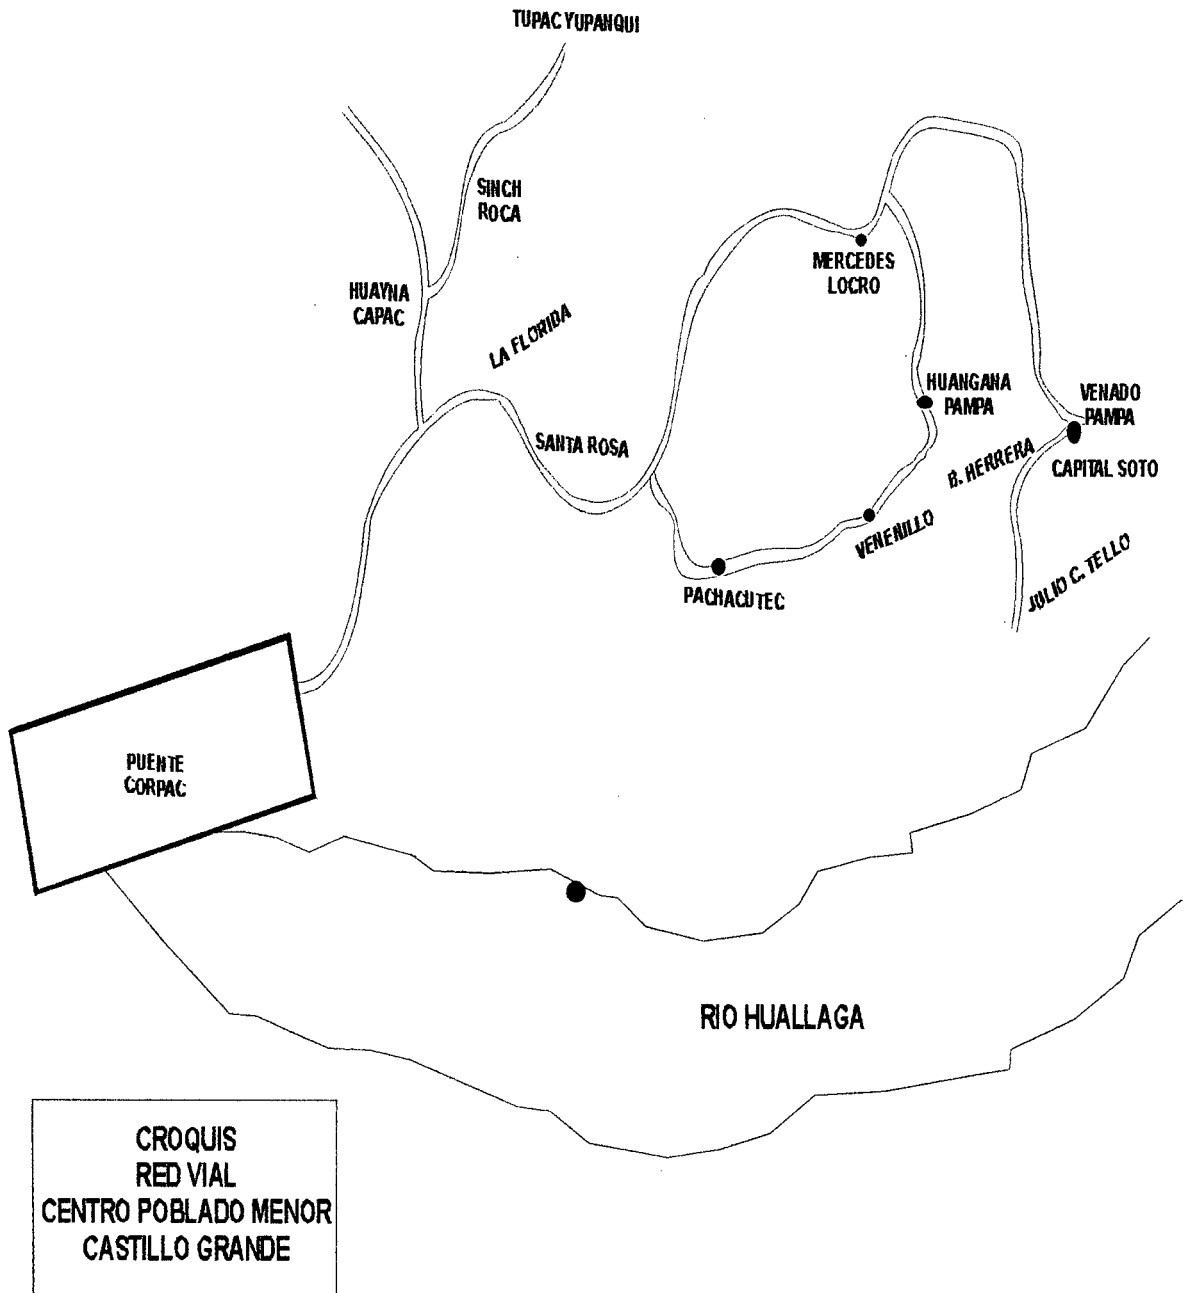 TUPAC YUPANQUI
SINCH
ROCA
HUAYNA
CAPAC
LA FLORIDA
SANTA ROSA
MERCEDES
LOCRO
HUANGANA
PAMPA
VENADO
PAMPA
CAPITAL SOTO
B. HERRERA
VENENILLO
JULIO C. TELLO
PACHACUTEC
PUENTE
CORPAC
RIO HUALLAGA
CROQUIS
RED VIAL
CENTRO POBLADO MENOR
CASTILLO GRANDE